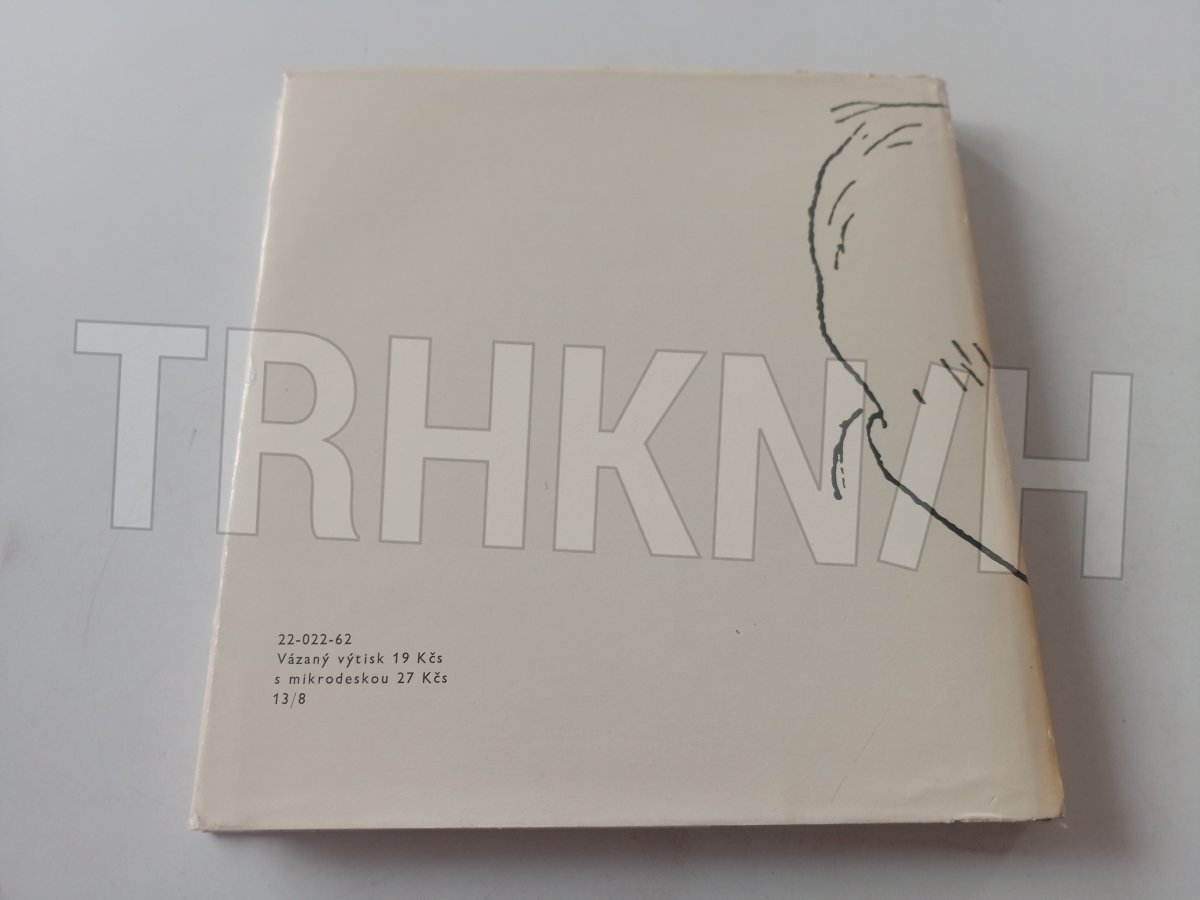 TRHKNIH
22-022-62
Vázaný výtisk 19 Kčs
s mikrodeskou 27 Kčs
13/8